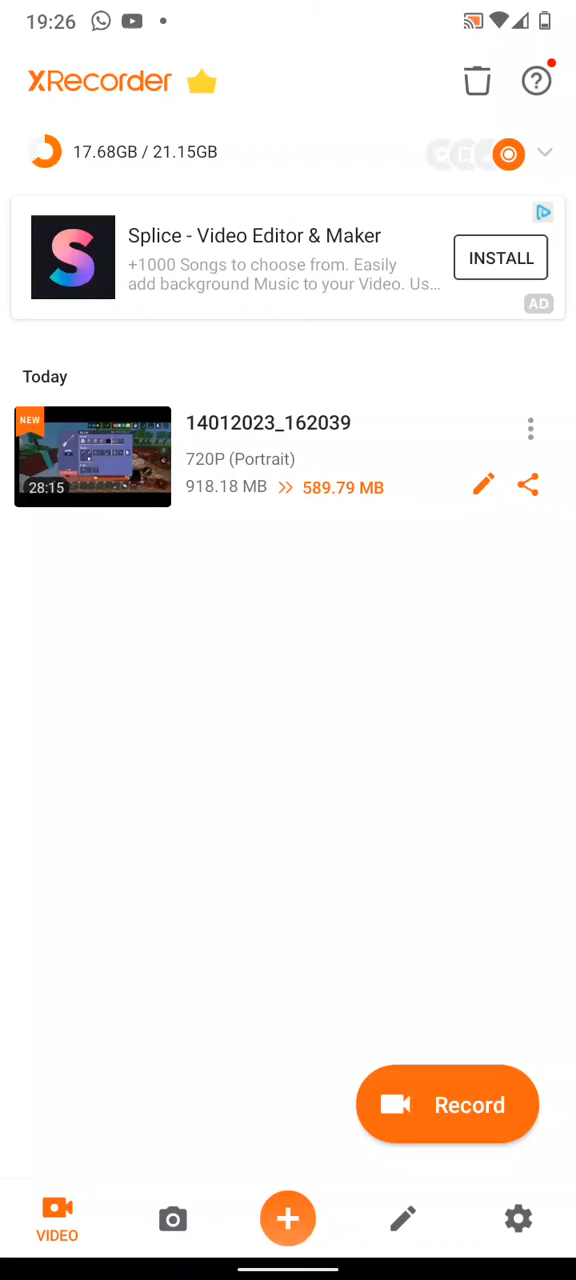 19:26
XRecorder
17.68GB / 21.15GB
Splice - Video Editor & Maker
+1000 Songs to choose from. Easily
add background Music to your Video. Us...
INSTALL
AD
Today
NEW
28:15
14012023_162039
720P (Portrait)
918.18 MB >> 589.79 MB
Record
VIDEO